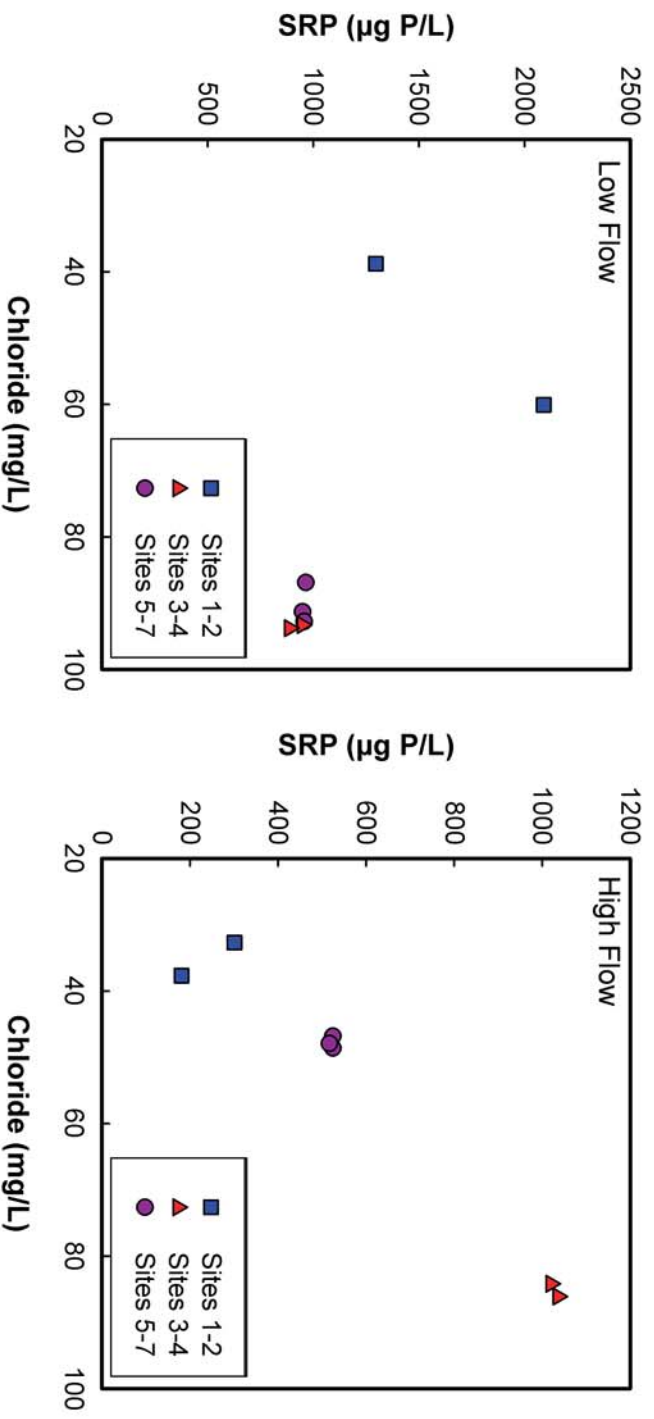 Low Flow
SRP (µg P/L)
2500
2000
1500
1000
500
0
20
40
60
80
100
Chloride (mg/L)
Sites 1-2
Sites 3-4
Sites 5-7
High Flow
SRP (µg P/L)
1200
1000
800
600
400
200
0
20
40
60
80
100
Chloride (mg/L)
Sites 1-2
Sites 3-4
Sites 5-7